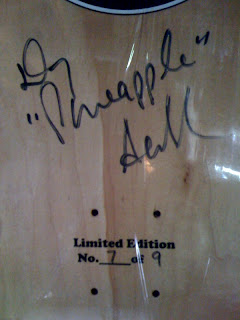 "Pineapple"
Limited Edition
No. 7 of 9